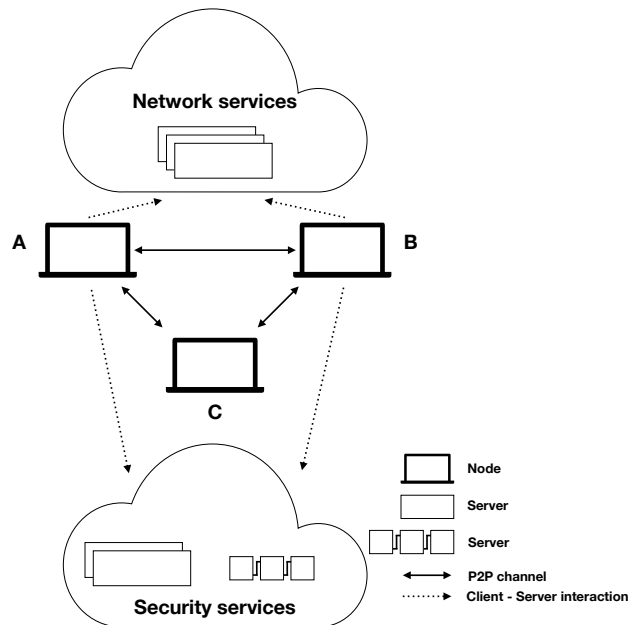 Network services
A
B
C
Node
Server
Server
P2P channel
Client - Server interaction
Security services